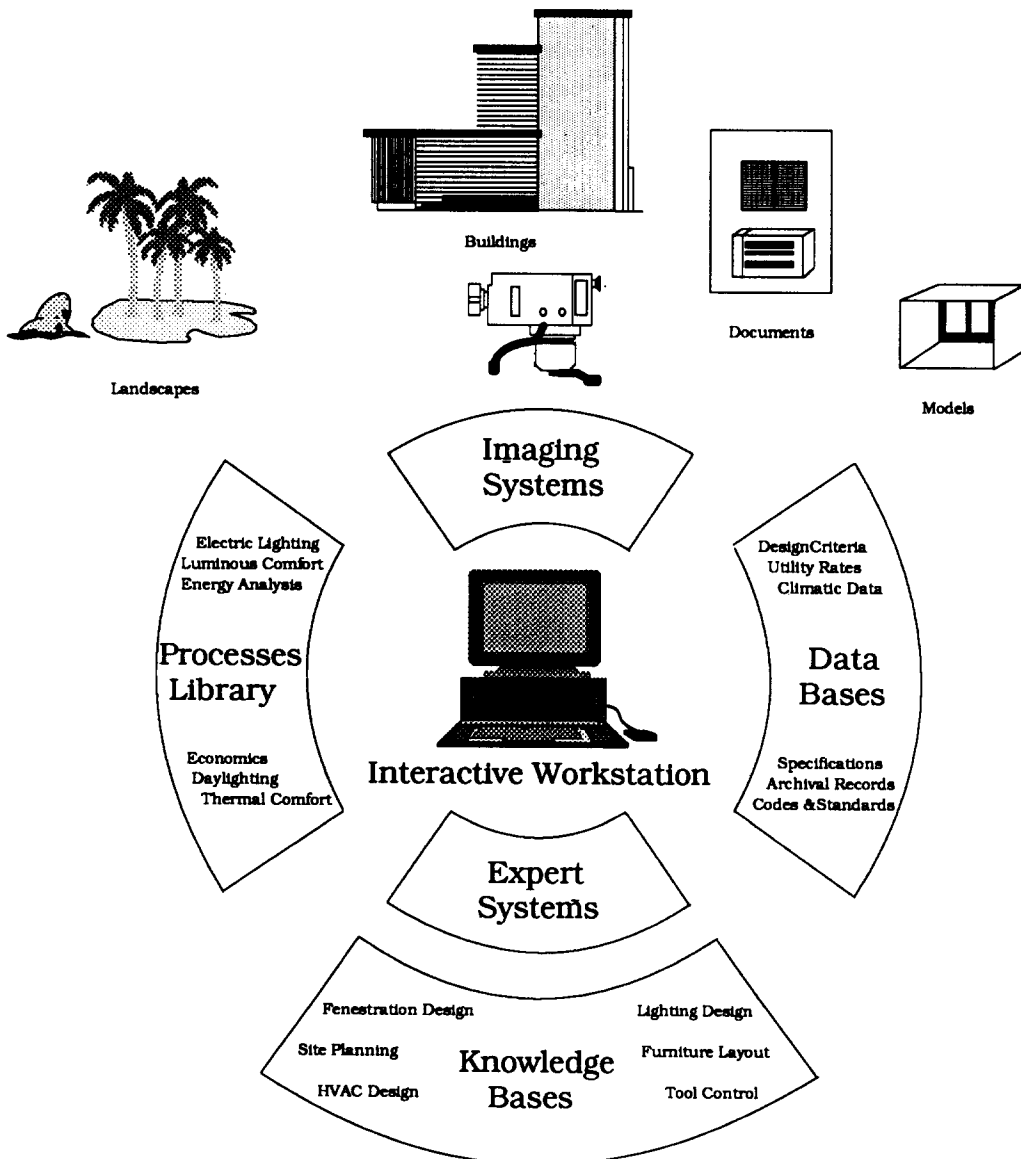 Buildings
Documents
Landscapes
Models
Imaging
Systems
Electric Lighting
Luminous Comfort
Energy Analysis
Processes
Library
Economics
Daylighting
Thermal Comfort
DesignCriteria
Utility Rates
Climatic Data
Data
Bases
Specifications
Archival Records
Codes &Standards
Interactive Workstation
Expert
Systems
Fenestration Design
Site Planning
HVAC Design
Knowledge
Bases
Lighting Design
Furniture Layout
Tool Control